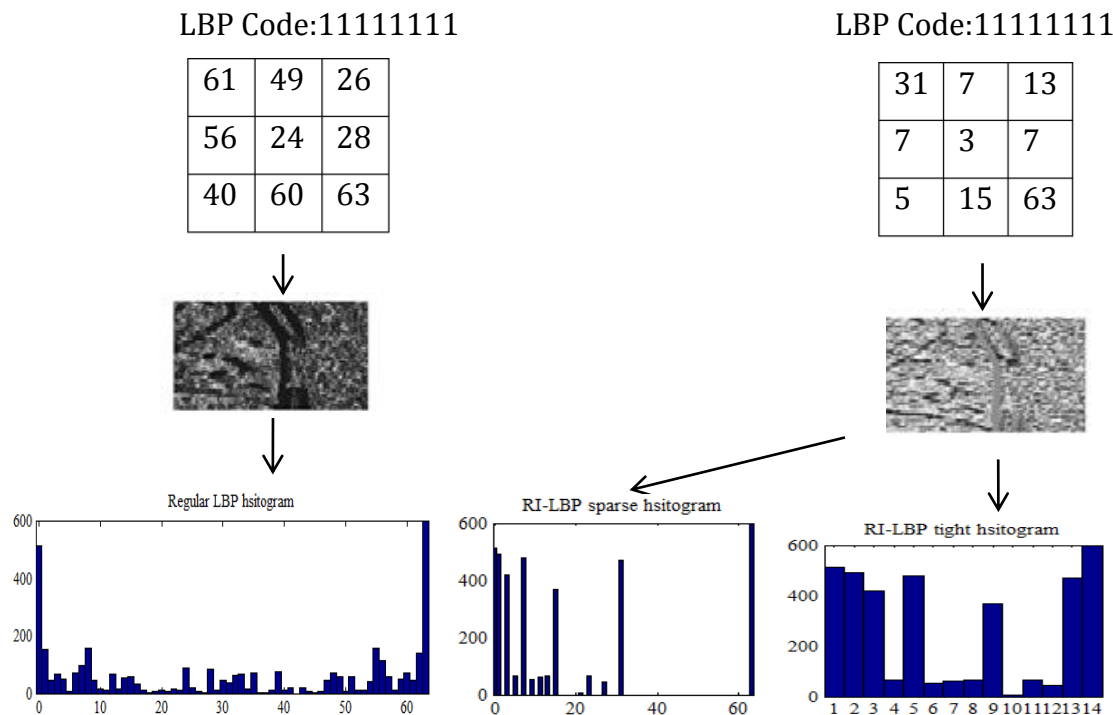 LBP Code:11111111
LBP Code:11111111
61 49 26
56 24 28
40 60 63
31 7 13
7 3 7
5 15 63
Regular LBP hsitogram
600
400
200
0
0 10 20 30 40 50 60
RI-LBP sparse hsitogram
600
400
200
0
0 20 40 60
RI-LBP tight hsitogram
600
400
200
0
1 2 3 4 5 6 7 8 9 10 11 12 13 14